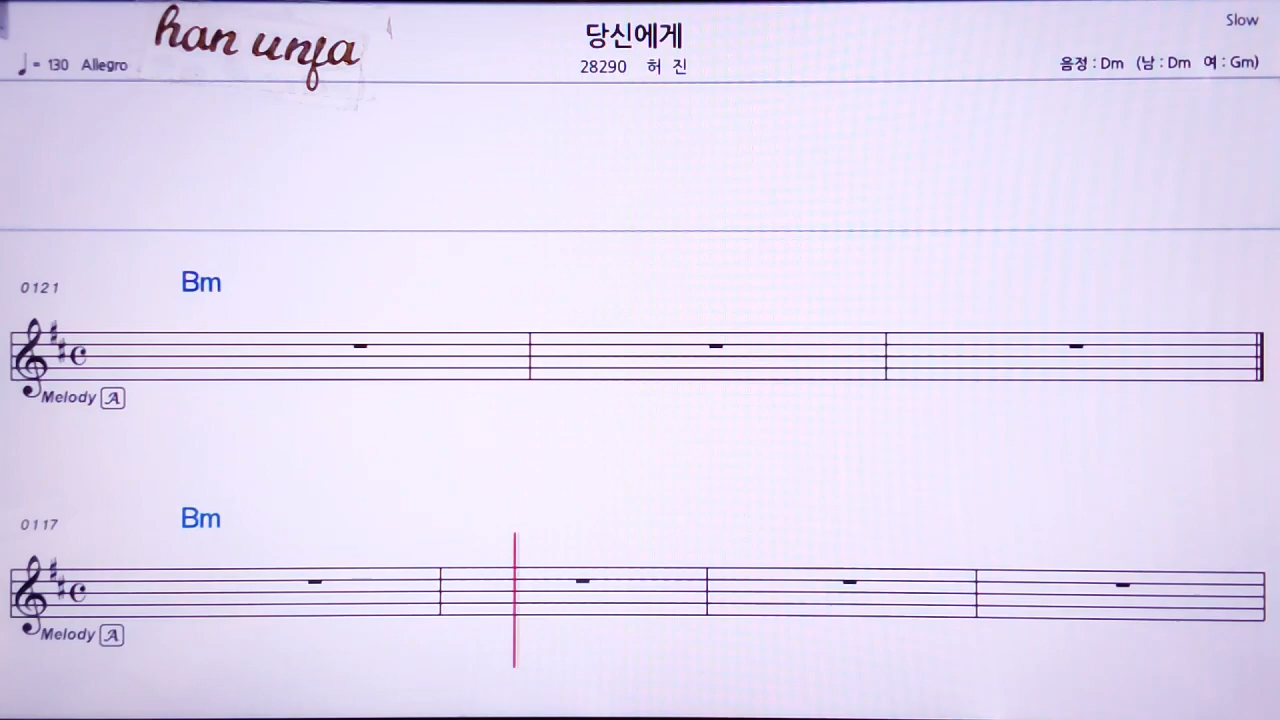 han unfa
당신에게
Slow
♩ = 130 Allegro
28290 허 진
음정 : Dm (남 : Dm 여 : Gm)
0121
Bm
Melody A
0117
Bm
Melody A